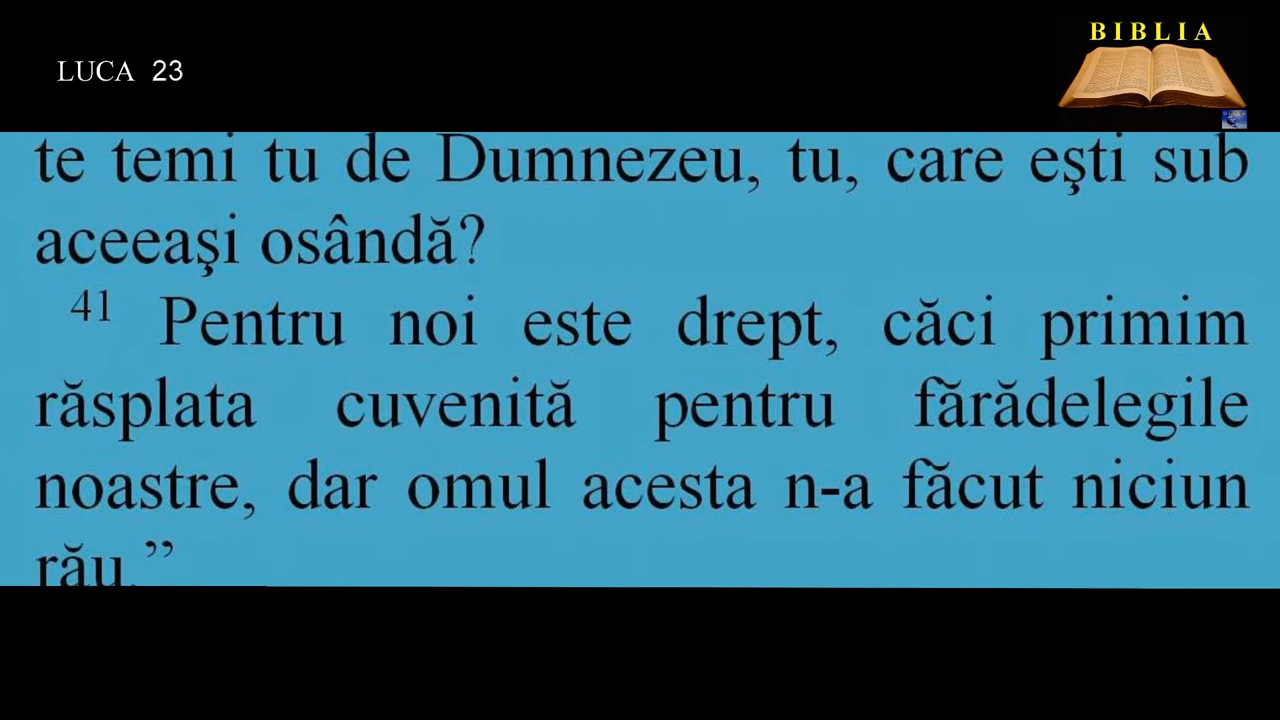 BIBLIA
LUCA 23
te temi tu de Dumnezeu, tu, care eşti sub
aceeaşi osândă?
41 Pentru noi este drept, căci primim
răsplata cuvenită pentru fărădelegile
noastre, dar omul acesta n-a făcut niciun
rău.”